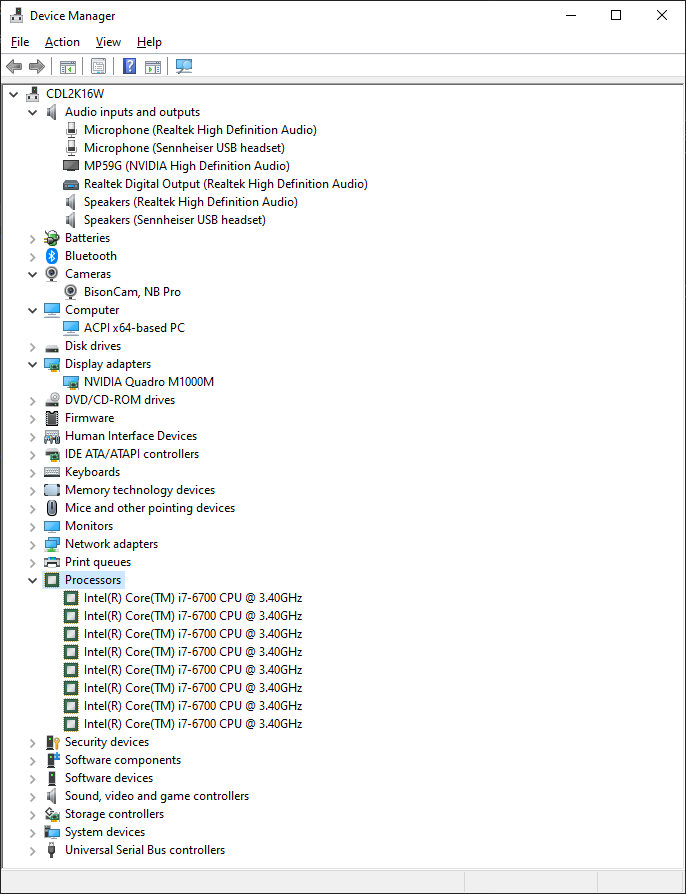 Device Manager
File Action View Help
CDL2K16W
Audio inputs and outputs
Microphone (Realtek High Definition Audio)
Microphone (Sennheiser USB headset)
MP59G (NVIDIA High Definition Audio)
Realtek Digital Output (Realtek High Definition Audio)
Speakers (Realtek High Definition Audio)
Speakers (Sennheiser USB headset)
Batteries
Bluetooth
Cameras
BisonCam, NB Pro
Computer
ACPI x64-based PC
Disk drives
Display adapters
NVIDIA Quadro M1000M
DVD/CD-ROM drives
Firmware
Human Interface Devices
IDE ATA/ATAPI controllers
Keyboards
Memory technology devices
Mice and other pointing devices
Monitors
Network adapters
Print queues
Processors
Intel(R) Core(TM) i7-6700 CPU @ 3.40GHz
Intel(R) Core(TM) i7-6700 CPU @ 3.40GHz
Intel(R) Core(TM) i7-6700 CPU @ 3.40GHz
Intel(R) Core(TM) i7-6700 CPU @ 3.40GHz
Intel(R) Core(TM) i7-6700 CPU @ 3.40GHz
Intel(R) Core(TM) i7-6700 CPU @ 3.40GHz
Intel(R) Core(TM) i7-6700 CPU @ 3.40GHz
Intel(R) Core(TM) i7-6700 CPU @ 3.40GHz
Security devices
Software components
Software devices
Sound, video and game controllers
Storage controllers
System devices
Universal Serial Bus controllers